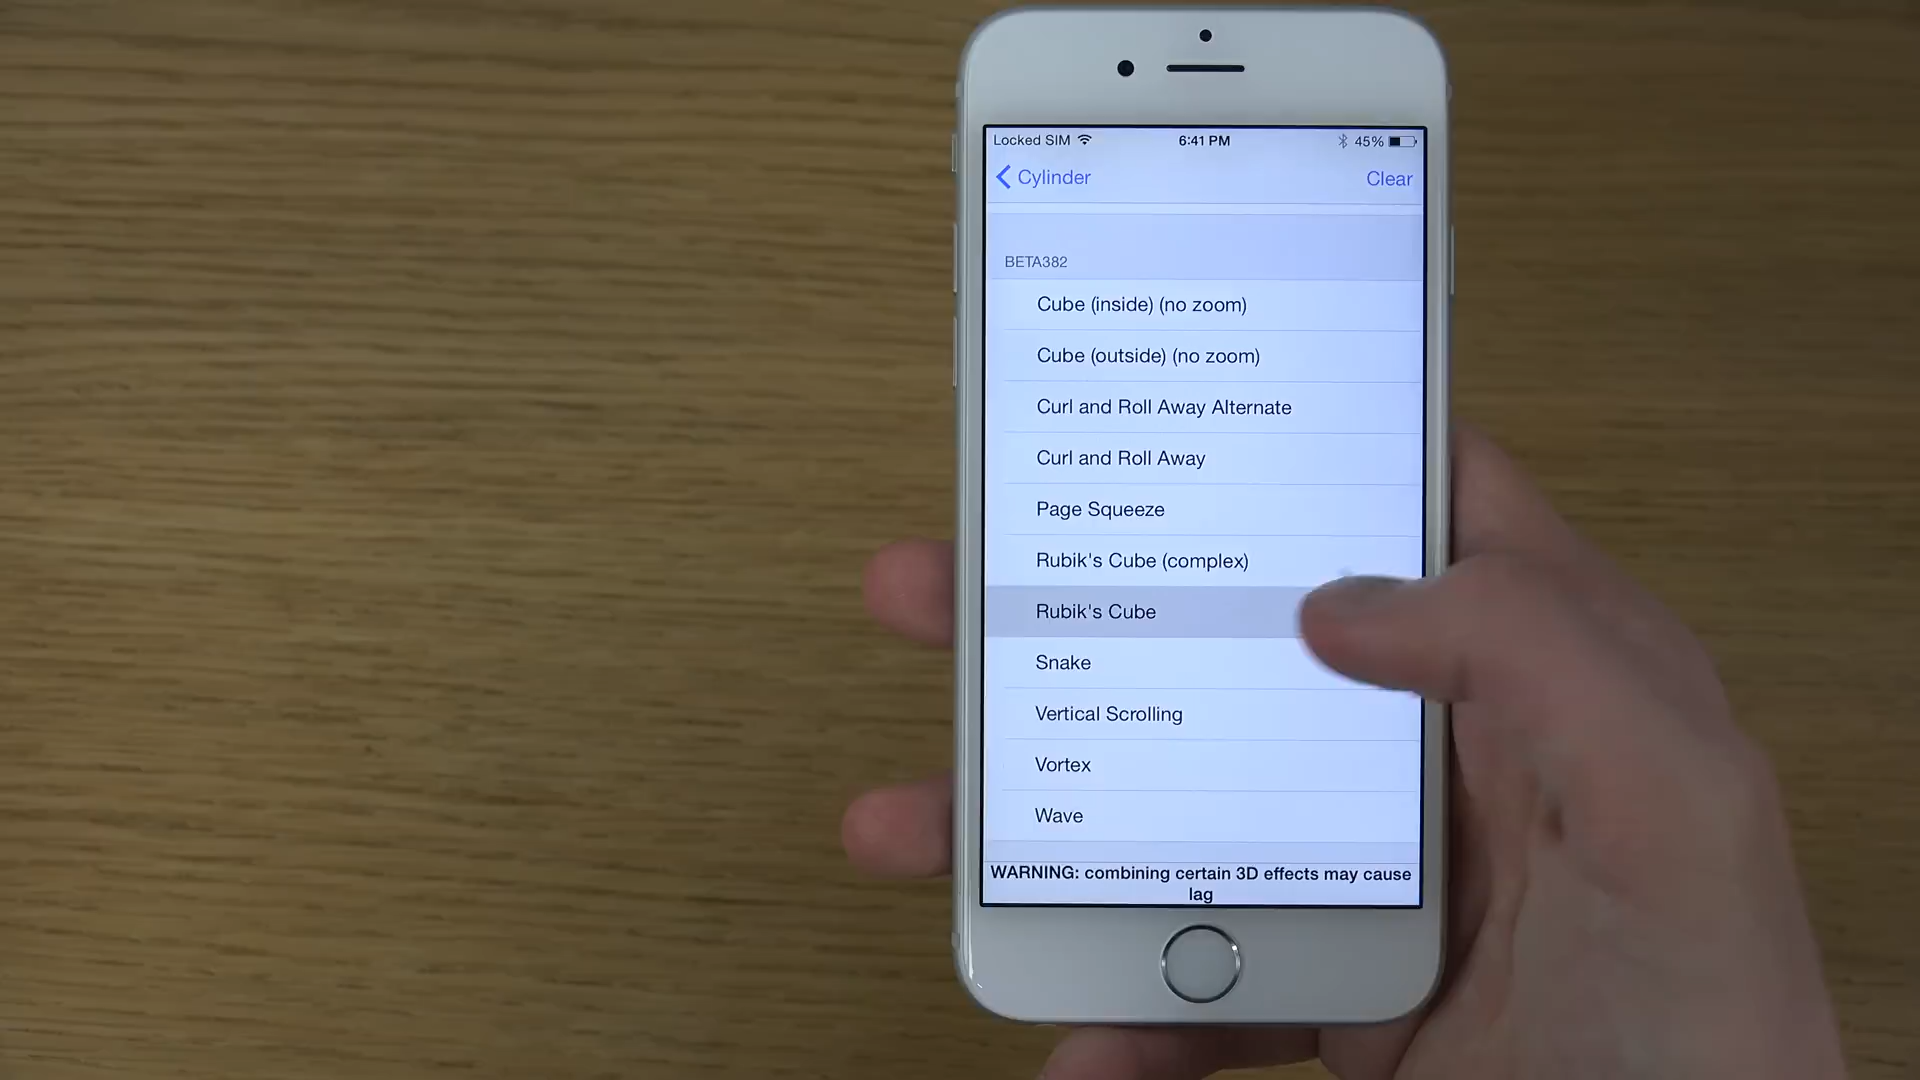 Locked SIM 6:41 PM 45%
Cylinder Clear
BETA382
Cube (inside) (no zoom)
Cube (outside) (no zoom)
Curl and Roll Away Alternate
Curl and Roll Away
Page Squeeze
Rubik's Cube (complex)
Rubik's Cube
Snake
Vertical Scrolling
Vortex
Wave
WARNING: combining certain 3D effects may cause
lag